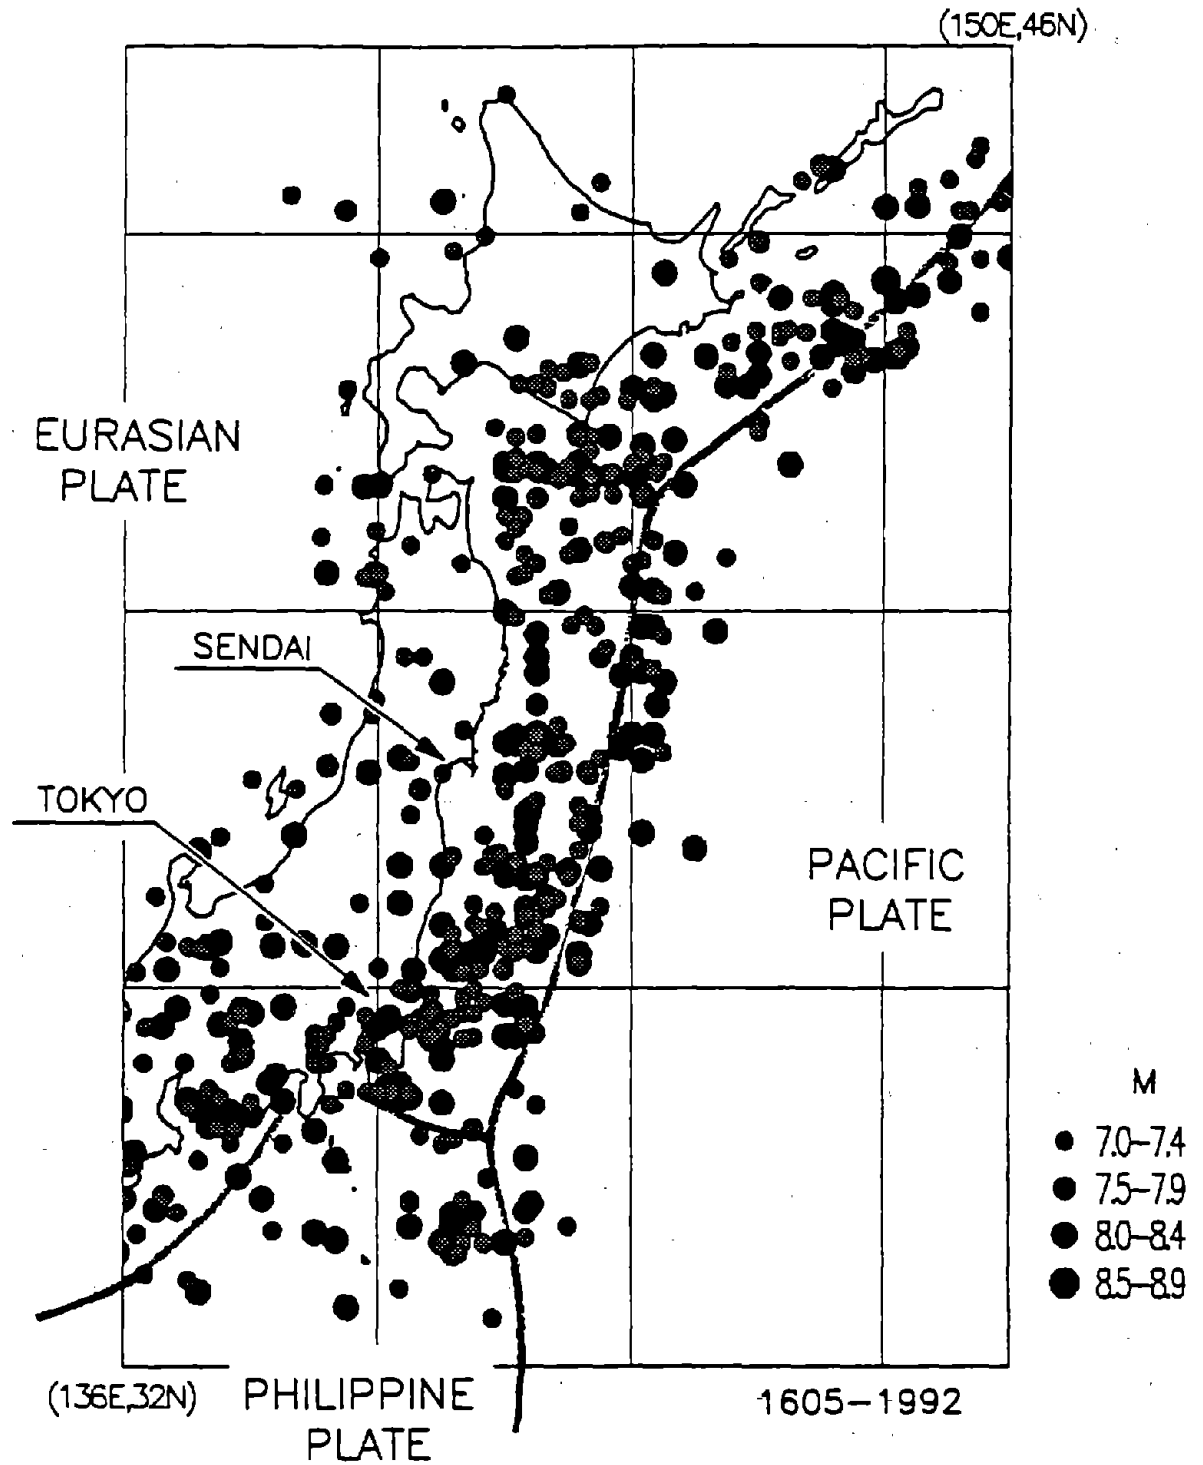 (150E,46N)
EURASIAN
PLATE
SENDAI
TOKYO
PACIFIC
PLATE
M
7.0-7.4
7.5-7.9
8.0-8.4
8.5-8.9
(136E,32N)
PHILIPPINE
PLATE
1605-1992